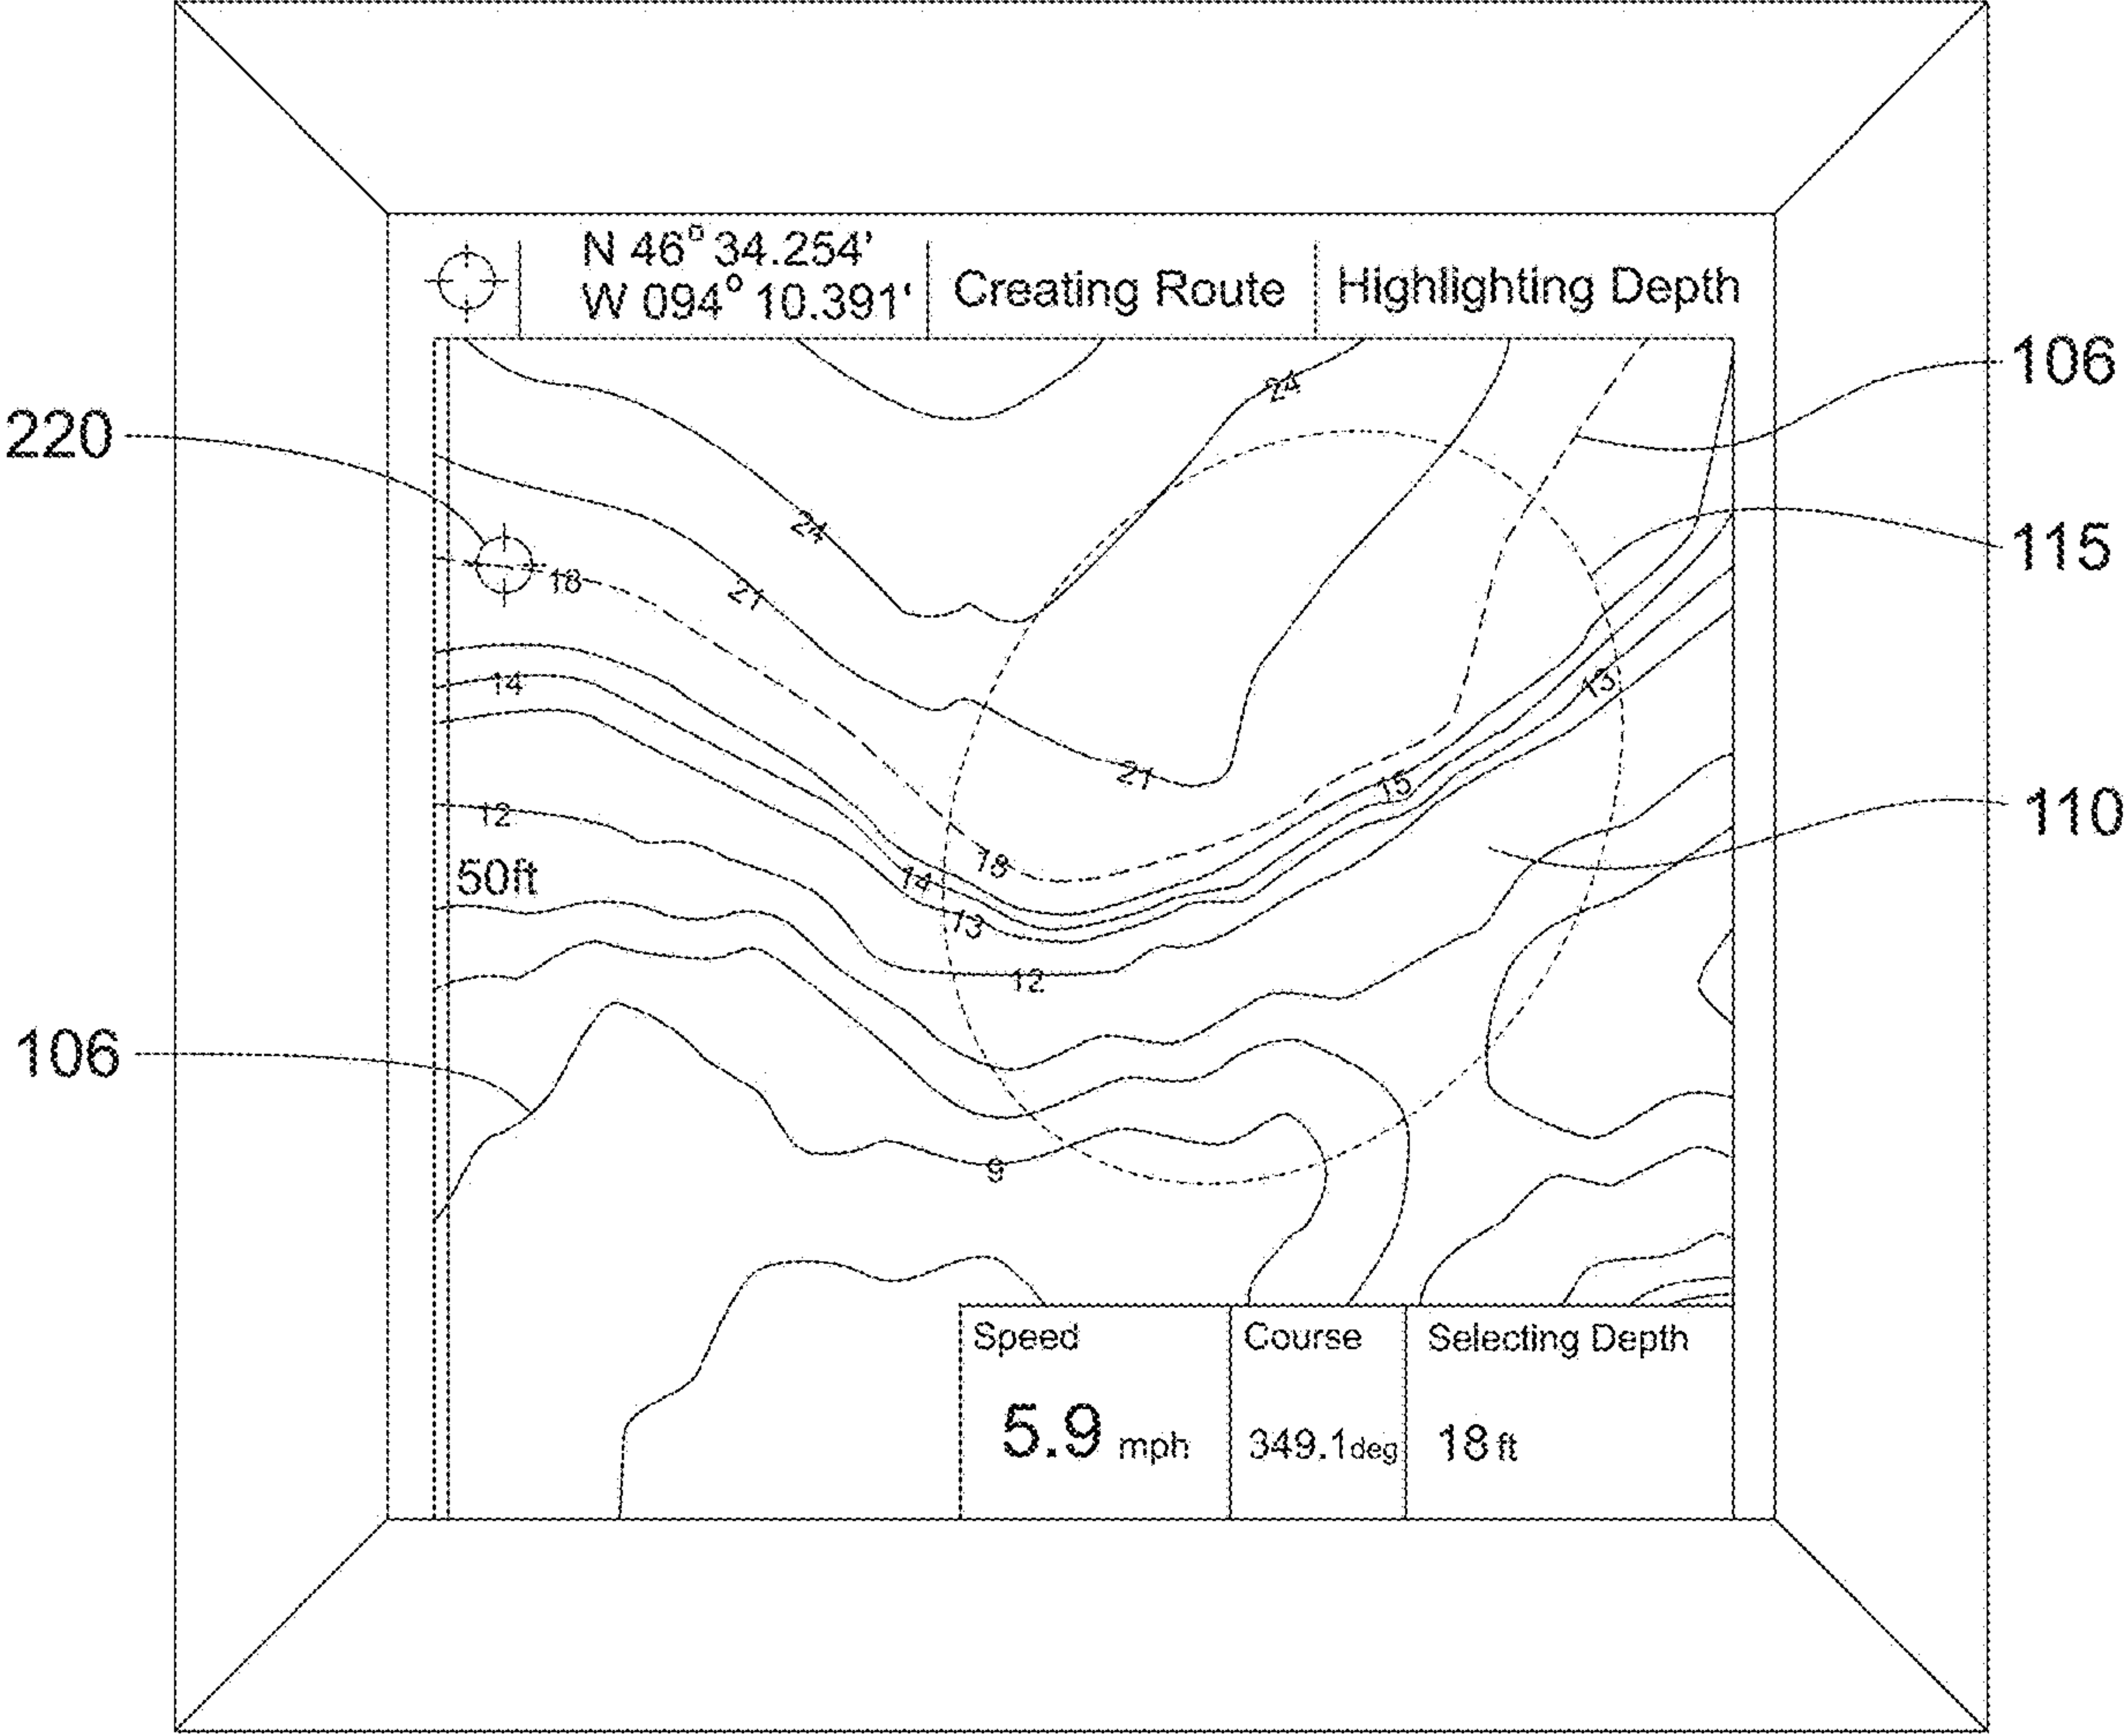 N 46° 34.254'
W 094° 10.391'
Creating Route
Highlighting Depth
106
24
220
24
115
18
21
14
13
21
15
110
12
18
50ft
14
13
12
106
9
Speed
Course
Selecting Depth
5.9 mph
349.1deg
18 ft